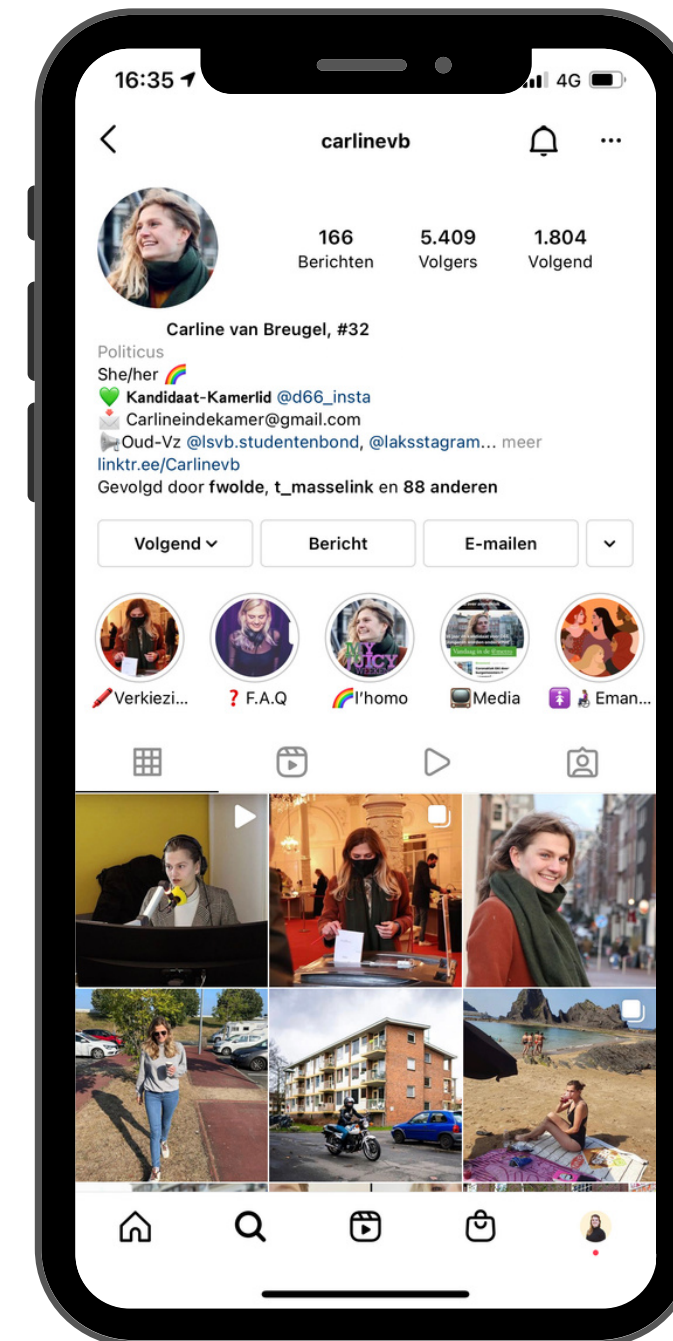 16:35
4G
carlinevb
166 5.409 1.804
Berichten Volgers Volgend
Carline van Breugel, #32
Politicus
She/her 🌈
💚 Kandidaat-Kamerlid @d66_insta
📩 Carlineindekamer@gmail.com
📢Oud-Vz @lsvb.studentenbond, @laksstagram... meer
linktr.ee/Carlinevb
Gevolgd door fwolde, t_masselink en 88 anderen
Volgend Bericht E-mailen
MY JUICY
🖍️Verkiezi... ❓ F.A.Q 🌈l'homo 📺Media 🚺👩‍🦽 Eman...